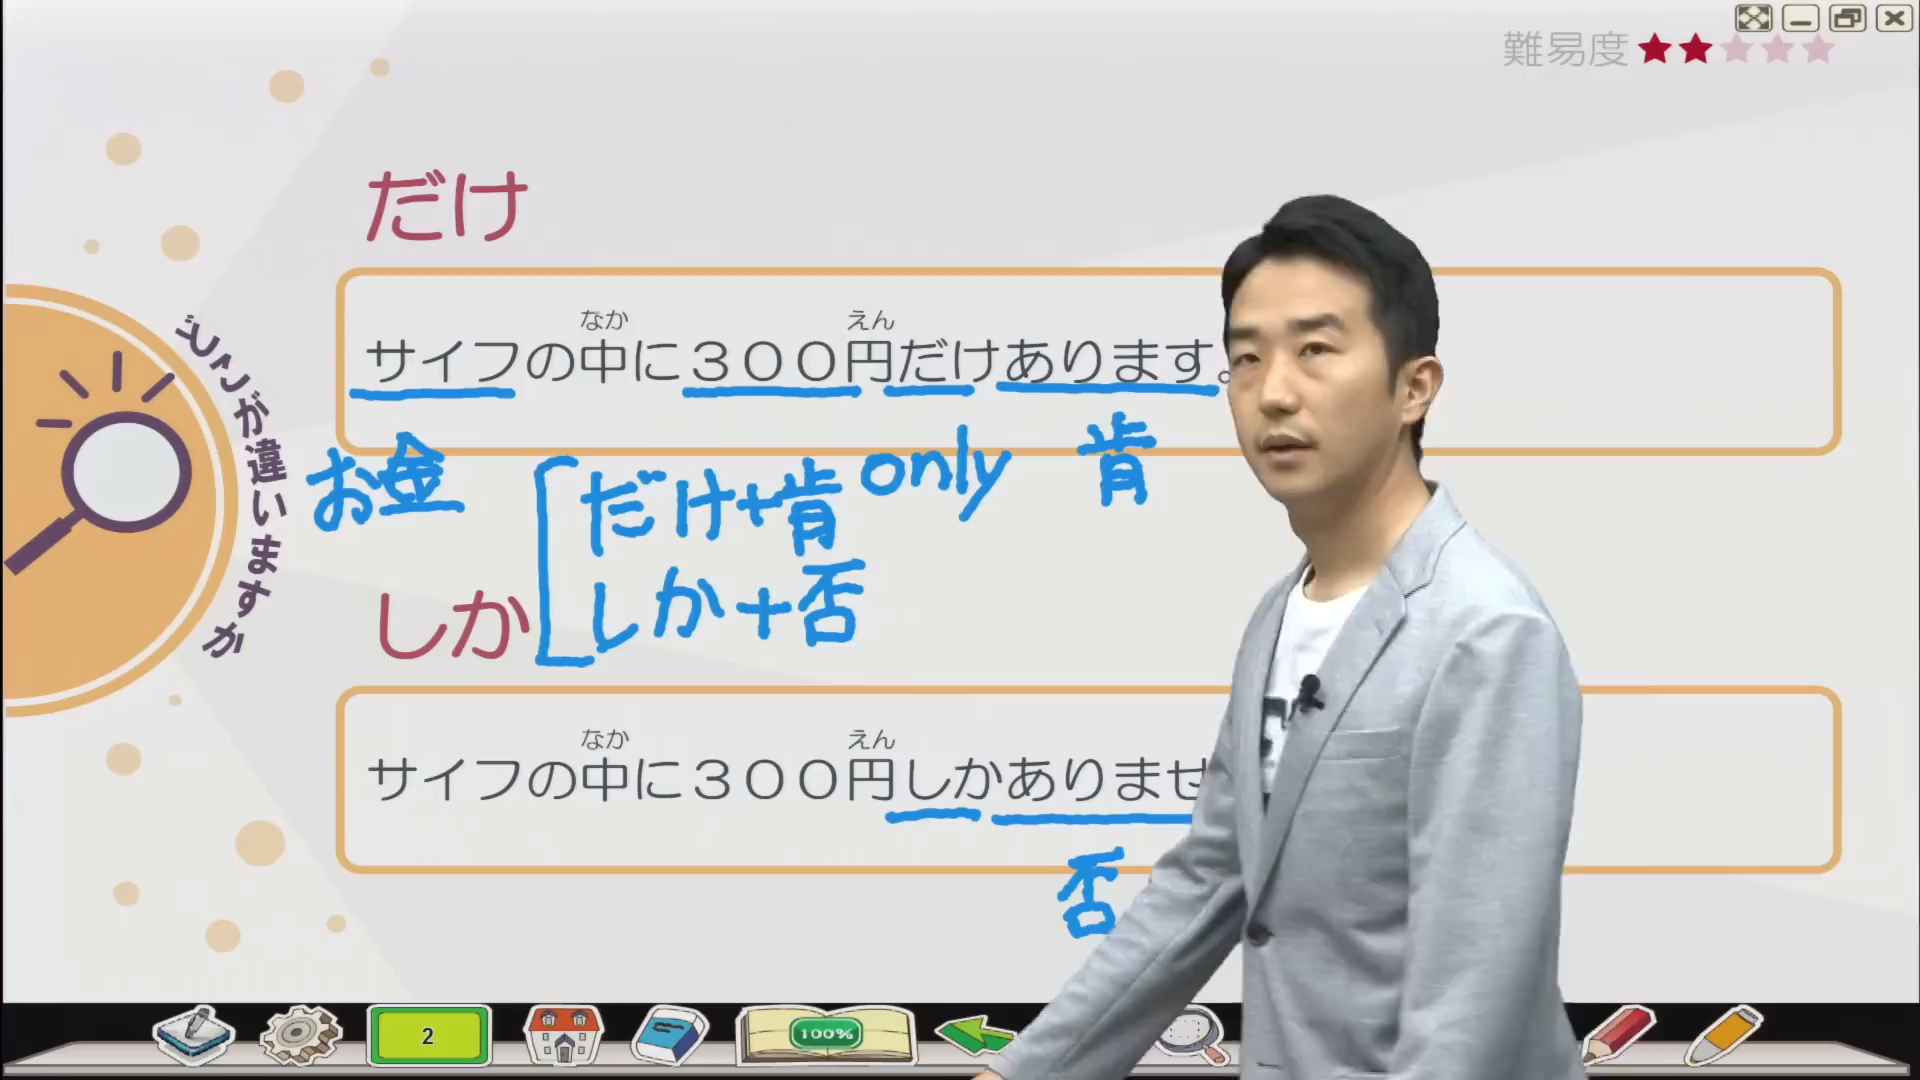 難易度
だけ
なか えん
サイフの中に300円だけあります。
お金
だけ+肯 only 肯
しか+否
しか
なか えん
サイフの中に300円しかありませ
否
どこが違いますか
2
100%